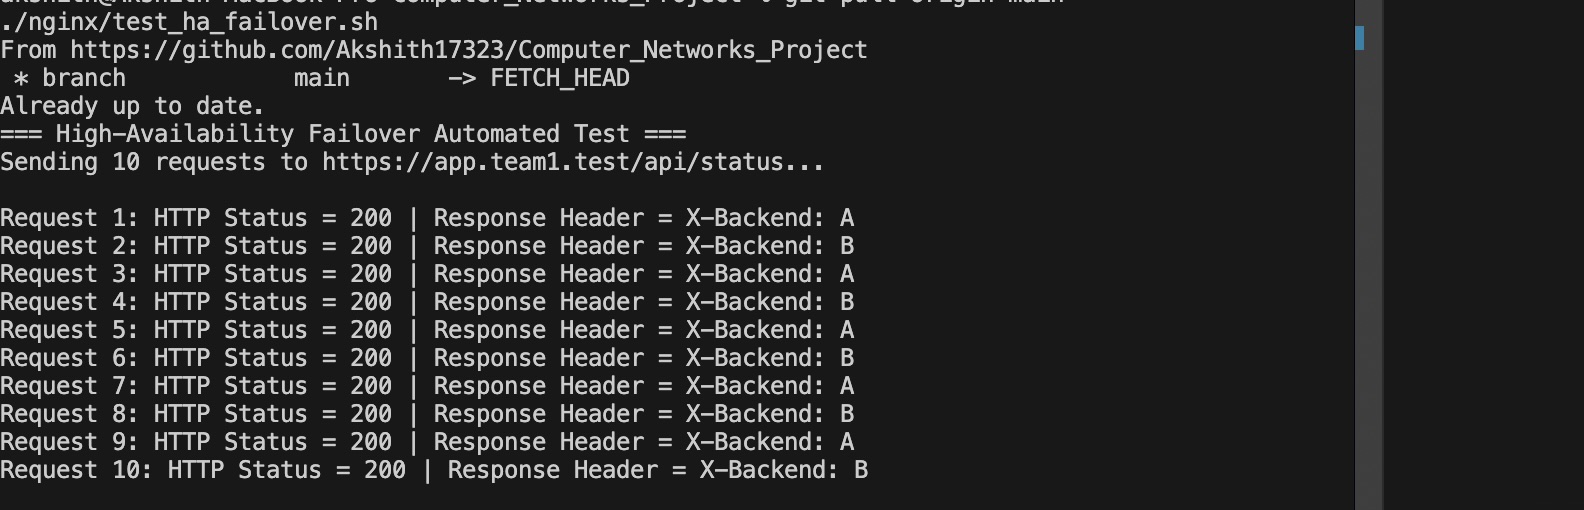 ./nginx/test_ha_failover.sh
From https://github.com/Akshith17323/Computer_Networks_Project
 * branch            main       -> FETCH_HEAD
Already up to date.
=== High-Availability Failover Automated Test ===
Sending 10 requests to https://app.team1.test/api/status...

Request 1: HTTP Status = 200 | Response Header = X-Backend: A
Request 2: HTTP Status = 200 | Response Header = X-Backend: B
Request 3: HTTP Status = 200 | Response Header = X-Backend: A
Request 4: HTTP Status = 200 | Response Header = X-Backend: B
Request 5: HTTP Status = 200 | Response Header = X-Backend: A
Request 6: HTTP Status = 200 | Response Header = X-Backend: B
Request 7: HTTP Status = 200 | Response Header = X-Backend: A
Request 8: HTTP Status = 200 | Response Header = X-Backend: B
Request 9: HTTP Status = 200 | Response Header = X-Backend: A
Request 10: HTTP Status = 200 | Response Header = X-Backend: B